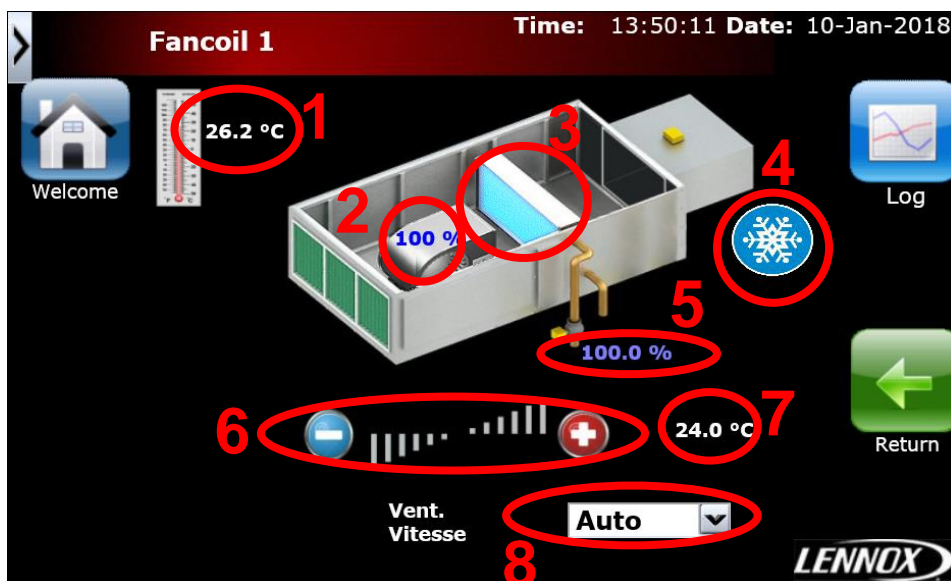 Fancoil 1
Time: 13:50:11 Date: 10-Jan-2018
Welcome
26.2 °C
1
2
100 %
3
4
Log
5
100.0 %
6
24.0 °C
7
Return
Vent.
Vitesse
Auto
8
LENNOX